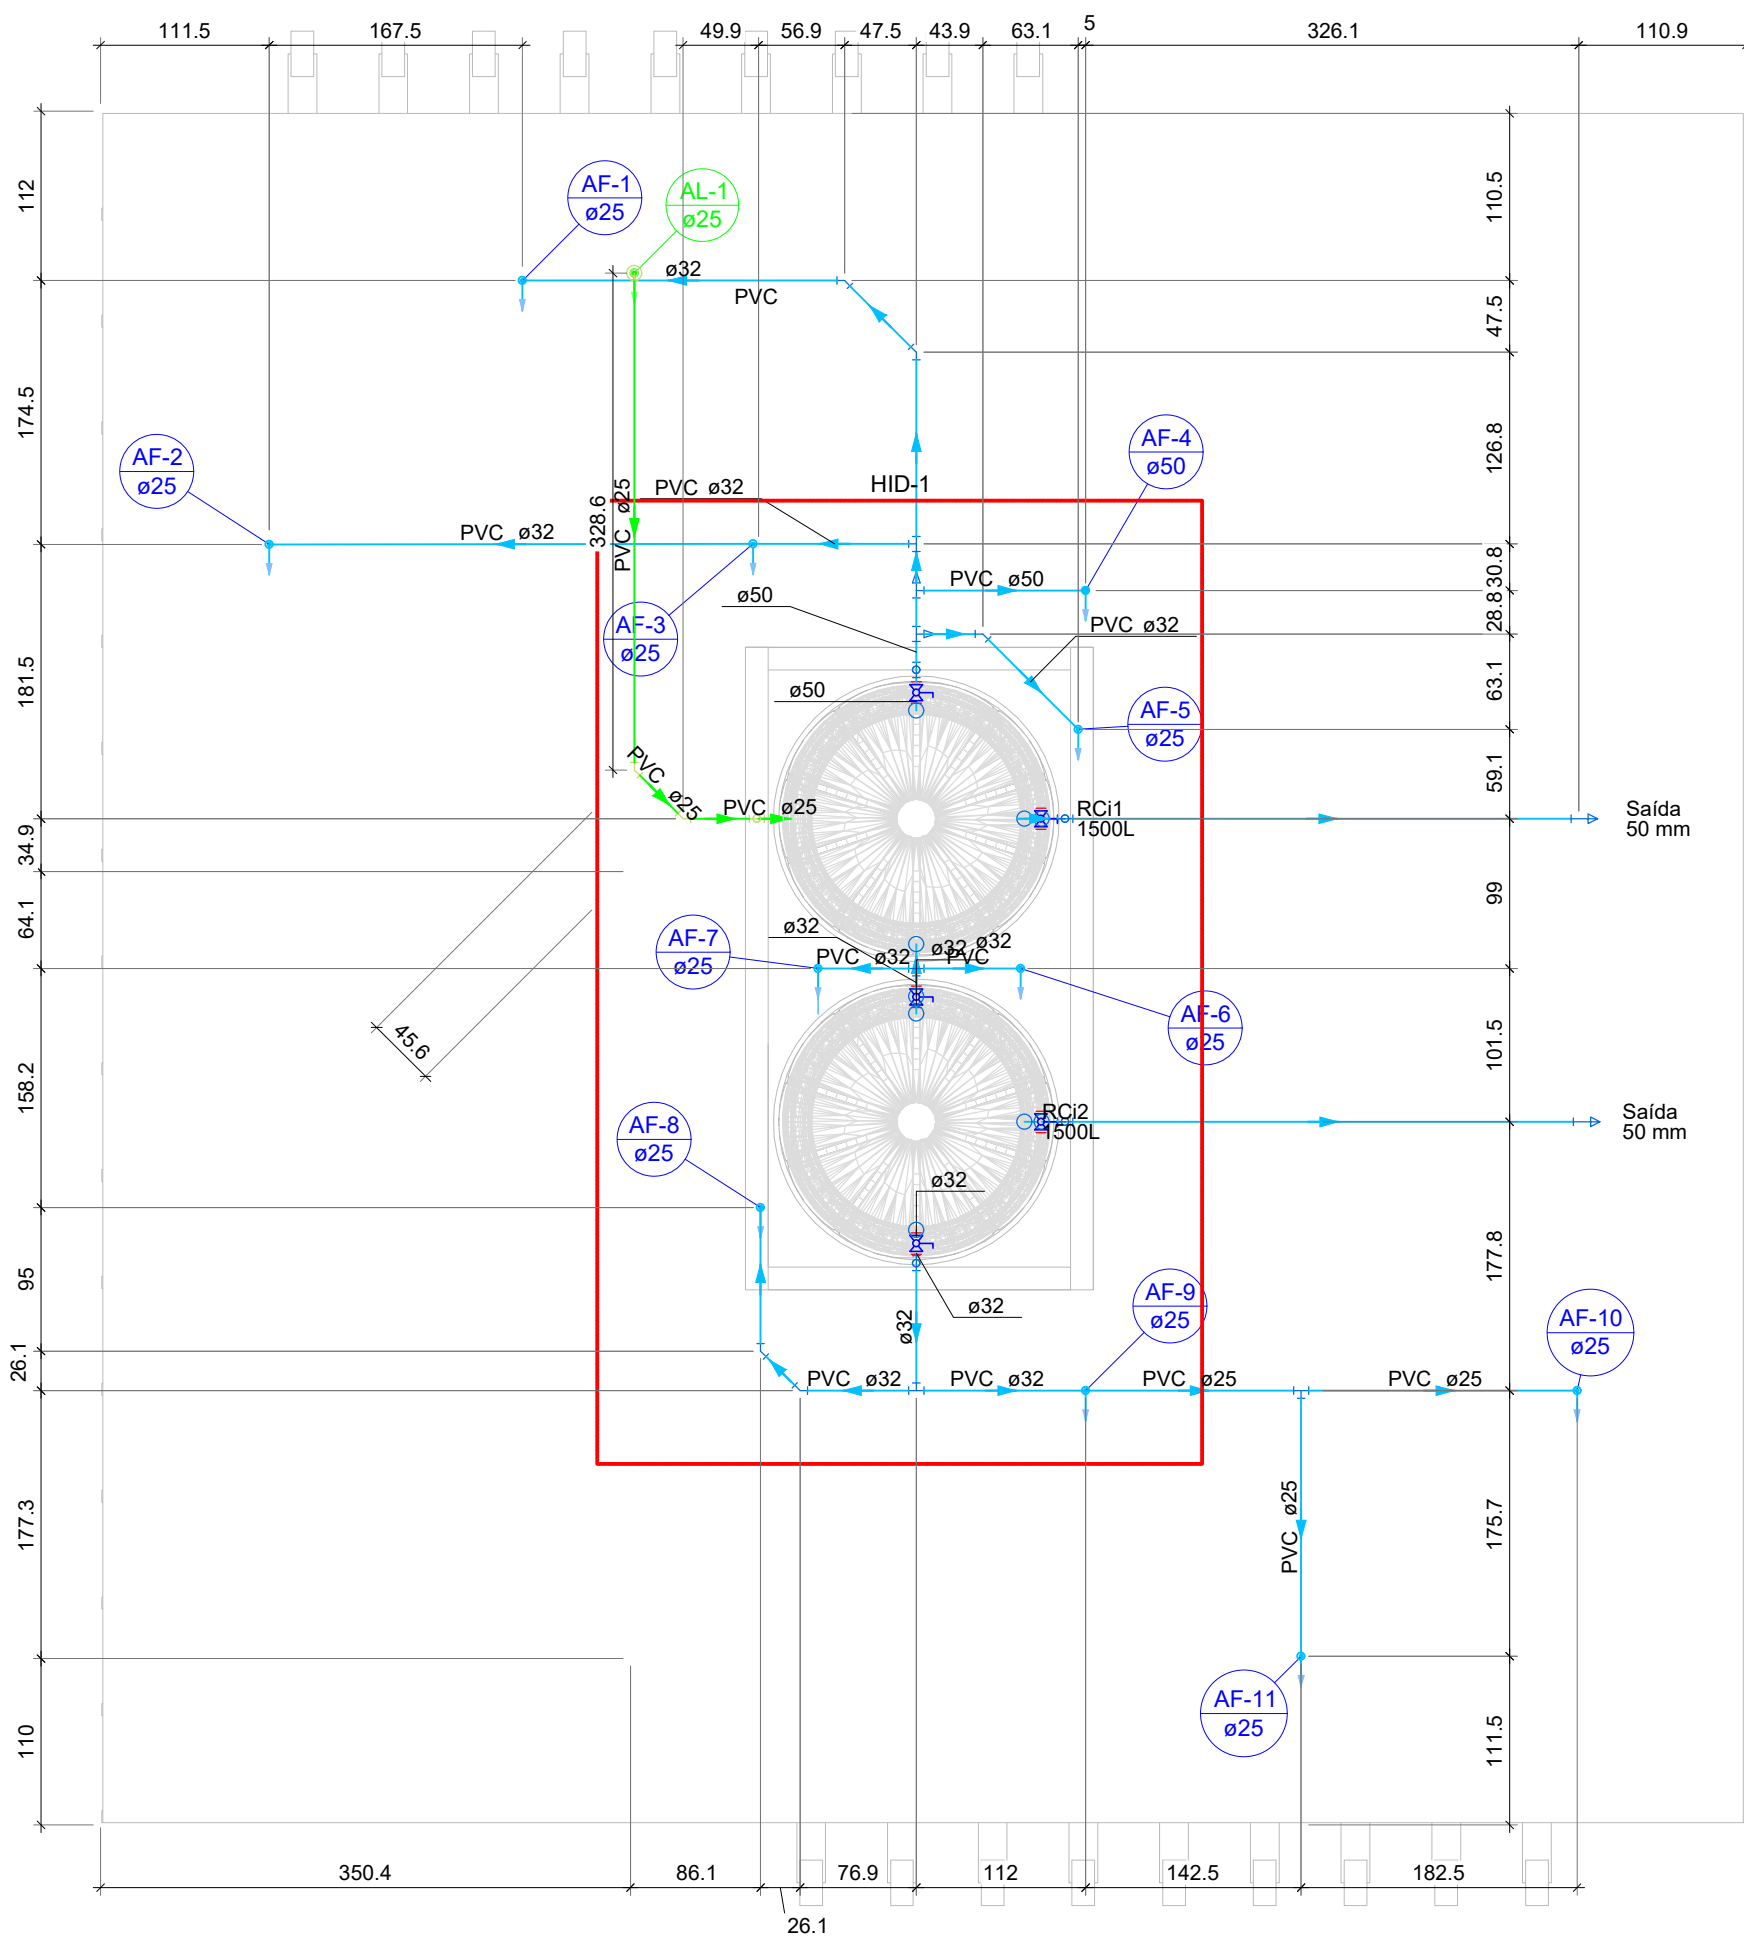 111.5
167.5
49.9
56.9
47.5
43.9
63.1
5
326.1
110.9
112
174.5
181.5
34.9
64.1
158.2
95
26.1
177.3
110
110.5
47.5
126.8
30.8
28.8
63.1
59.1
99
101.5
177.8
175.7
111.5
AF-1
ø25
AL-1
ø25
ø32
PVC
AF-2
ø25
PVC ø32
PVC ø32
HID-1
AF-4
ø50
328.6
PVC ø25
PVC ø50
ø50
AF-3
ø25
PVC ø32
ø50
AF-5
ø25
PVC ø25
PVC ø25
RCi1
1500L
Saída
50 mm
45.6
AF-7
ø25
ø32
PVC ø32
ø32
PVC
ø32
AF-6
ø25
RCi2
1500L
Saída
50 mm
AF-8
ø25
ø32
ø32
ø32
AF-9
ø25
AF-10
ø25
PVC ø32
PVC ø32
PVC ø25
PVC ø25
PVC ø25
AF-11
ø25
350.4
86.1
26.1
76.9
112
142.5
182.5